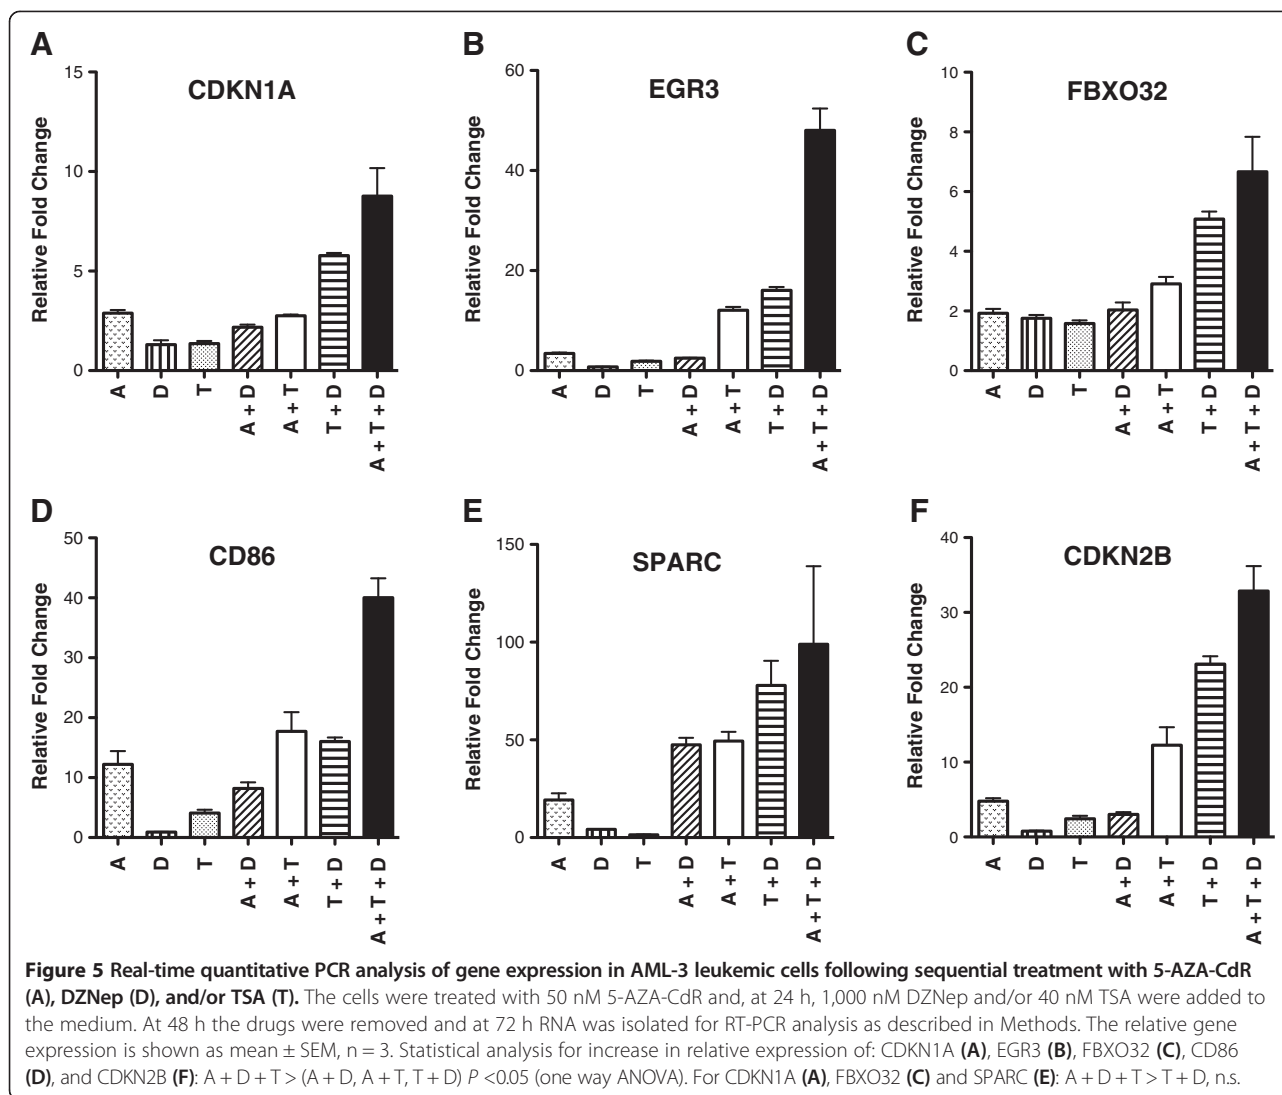 A
CDKN1A
Relative Fold Change
15
10
5
0
A
D
T
A + D
A + T
T + D
A + T + D
B
EGR3
Relative Fold Change
60
40
20
0
A
D
T
A + D
A + T
T + D
A + T + D
C
FBXO32
Relative Fold Change
10
8
6
4
2
0
A
D
T
A + D
A + T
T + D
A + T + D
D
CD86
Relative Fold Change
50
40
30
20
10
0
A
D
T
A + D
A + T
T + D
A + T + D
E
SPARC
Relative Fold Change
150
100
50
0
A
D
T
A + D
A + T
T + D
A + T + D
F
CDKN2B
Relative Fold Change
40
30
20
10
0
A
D
T
A + D
A + T
T + D
A + T + D
Figure 5 Real-time quantitative PCR analysis of gene expression in AML-3 leukemic cells following sequential treatment with 5-AZA-CdR
(A), DZNep (D), and/or TSA (T). The cells were treated with 50 nM 5-AZA-CdR and, at 24 h, 1,000 nM DZNep and/or 40 nM TSA were added to
the medium. At 48 h the drugs were removed and at 72 h RNA was isolated for RT-PCR analysis as described in Methods. The relative gene
expression is shown as mean ± SEM, n = 3. Statistical analysis for increase in relative expression of: CDKN1A (A), EGR3 (B), FBXO32 (C), CD86
(D), and CDKN2B (F): A + D + T > (A + D, A + T, T + D) P <0.05 (one way ANOVA). For CDKN1A (A), FBXO32 (C) and SPARC (E): A + D + T > T + D, n.s.